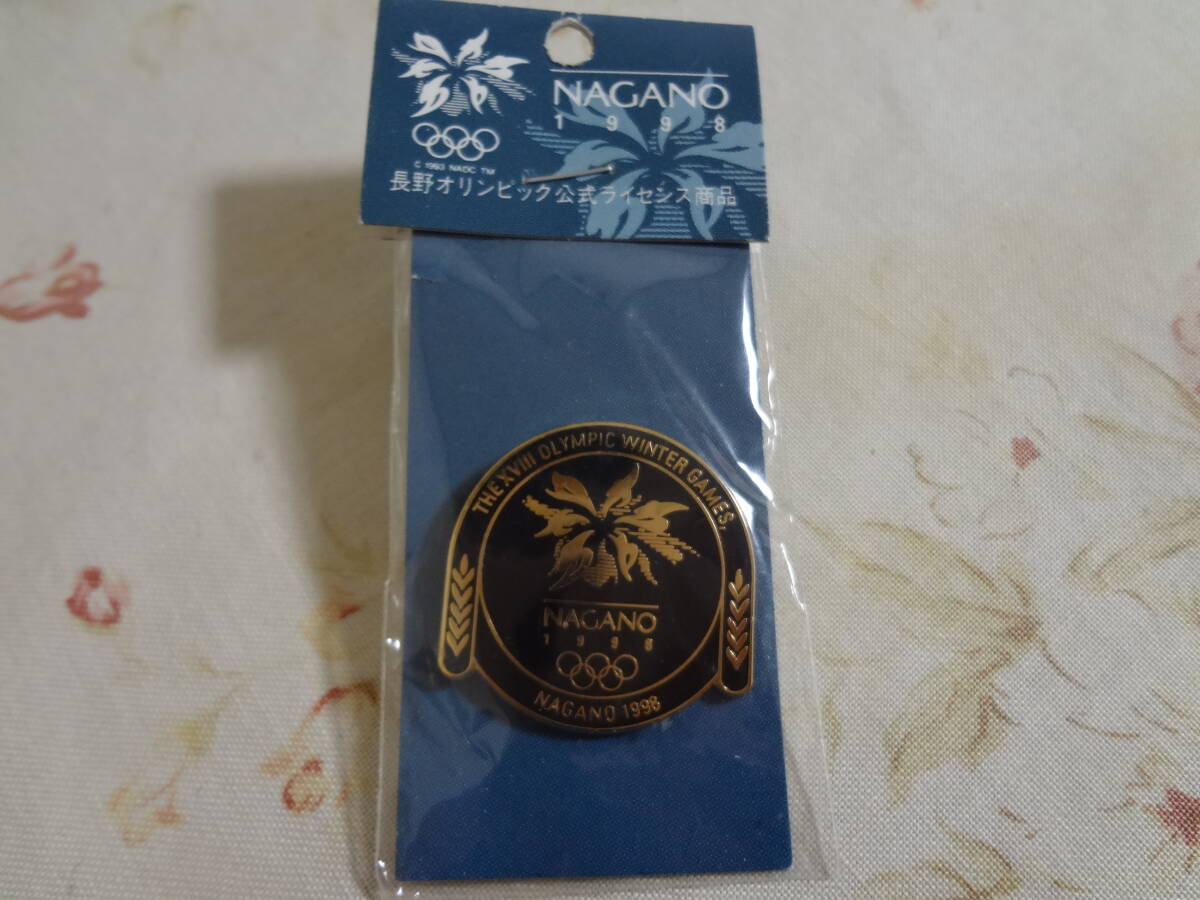 NAGANO
1998
C 1993 NAOC TM
長野オリンピック公式ライセンス商品
THE XVIII OLYMPIC WINTER GAMES,
NAGANO
1998
NAGANO 1998